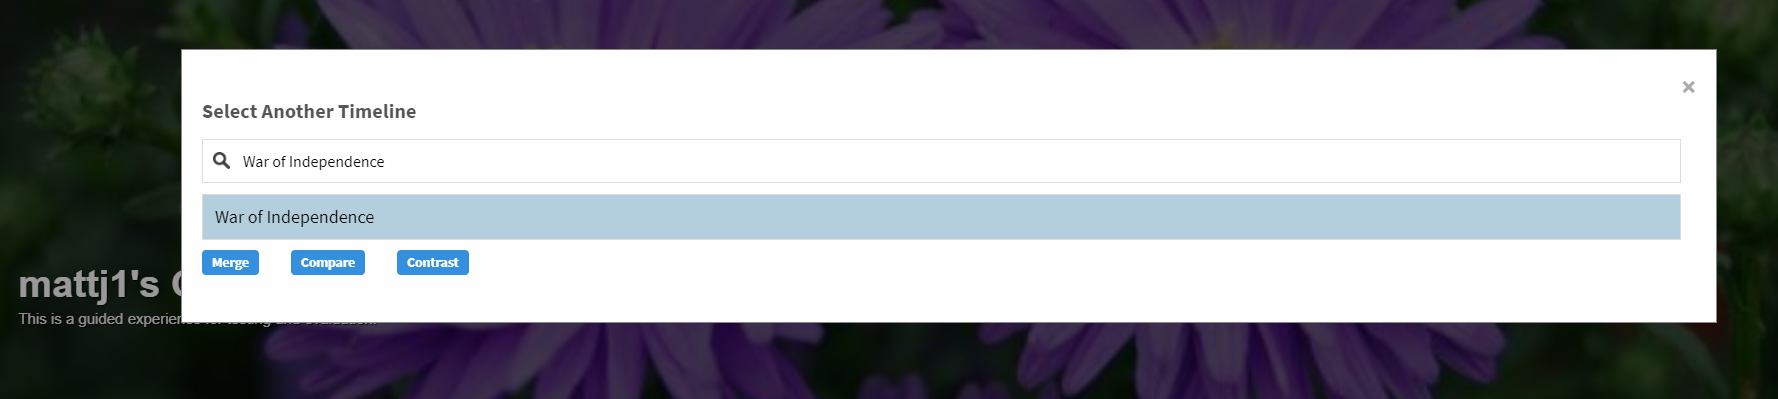 Select Another Timeline
War of Independence
War of Independence
Merge Compare Contrast
mattj1's
This is a guided experien